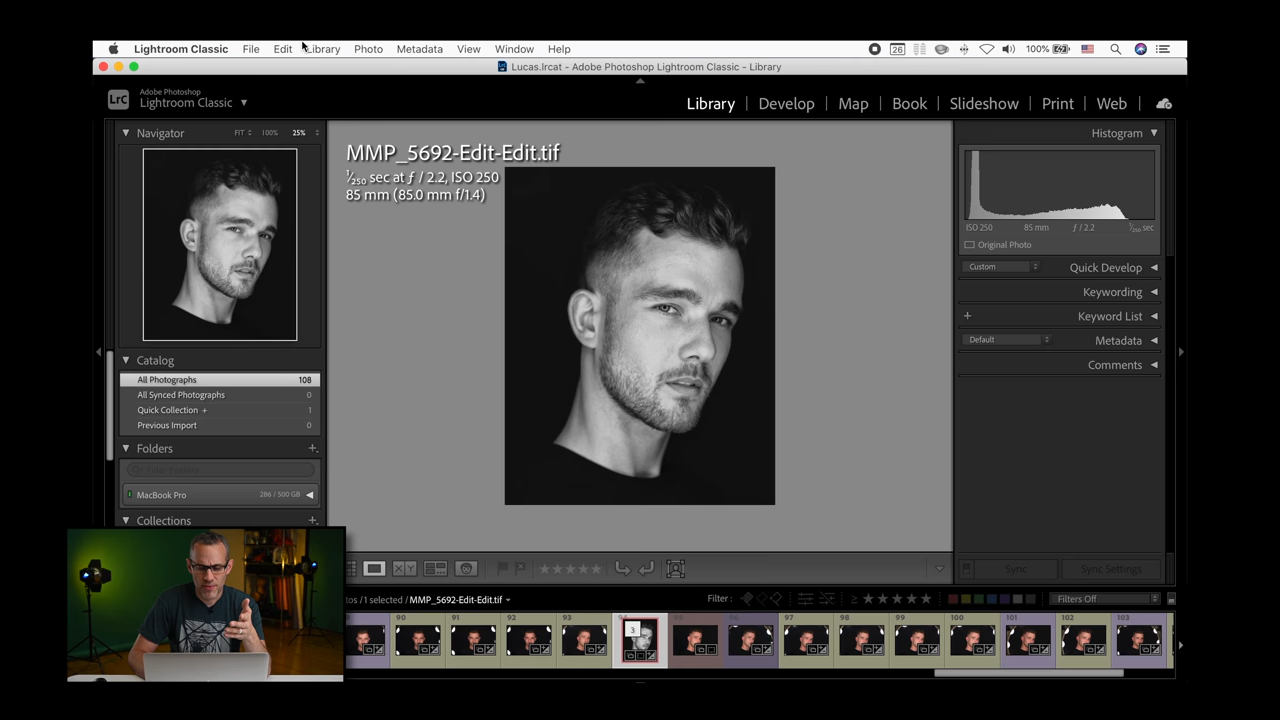 Lightroom Classic File Edit Library Photo Metadata View Window Help 26 100%
Lucas.lrcat - Adobe Photoshop Lightroom Classic - Library
LrC Adobe Photoshop
Lightroom Classic
Library | Develop | Map | Book | Slideshow | Print | Web
Navigator FIT 100% 25%
Catalog
All Photographs 108
All Synced Photographs 0
Quick Collection + 1
Previous Import 0
Folders +
Filter Folders
MacBook Pro 286 / 500 GB
Collections +
MMP_5692-Edit-Edit.tif
1/250 sec at ƒ / 2.2, ISO 250
85 mm (85.0 mm f/1.4)
Histogram
ISO 250 85 mm ƒ / 2.2 1/250 sec
Original Photo
Custom Quick Develop
Keywording
+ Keyword List
Default Metadata
Comments
X Y
Sync Sync Settings
tos /1 selected / MMP_5692-Edit-Edit.tif
Filter: Filters Off
90 91 92 93 97 98 99 100 101 102 103
3